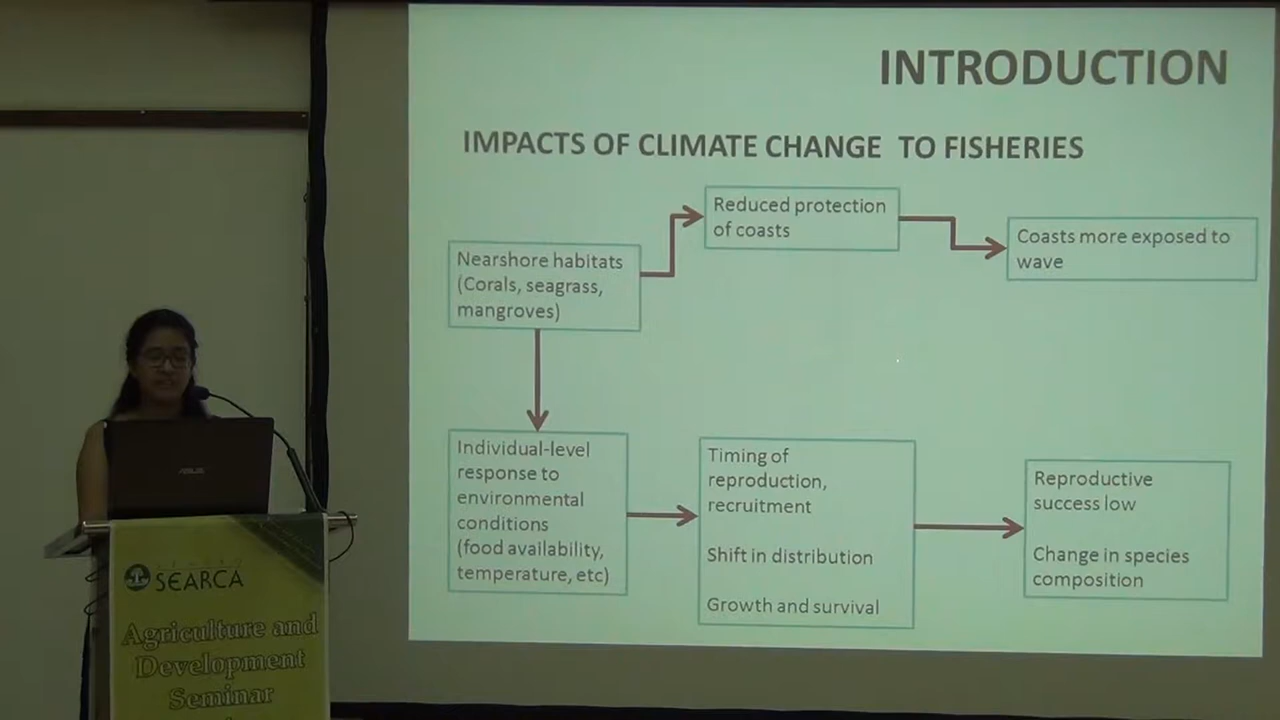 INTRODUCTION
IMPACTS OF CLIMATE CHANGE TO FISHERIES
Reduced protection
of coasts
Coasts more exposed to
wave
Nearshore habitats
(Corals, seagrass,
mangroves)
Individual-level
response to
environmental
conditions
(food availability,
temperature, etc)
Timing of
reproduction,
recruitment
Shift in distribution
Growth and survival
Reproductive
success low
Change in species
composition
ASUS
SEARCA
Agriculture and
Development
Seminar